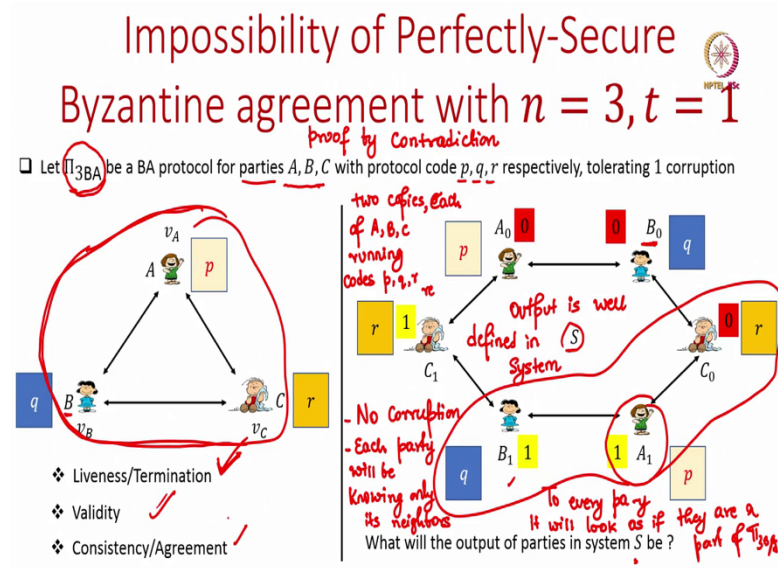 Impossibility of Perfectly-Secure
Byzantine agreement with n = 3, t = 1
NPTEL
proof by contradiction
❑ Let Π3BA be a BA protocol for parties A, B, C with protocol code p, q, r respectively, tolerating 1 corruption
vA
A
p
q
B
C
r
vB
vC
❖ Liveness/Termination
❖ Validity
❖ Consistency/Agreement
two copies, each
of A, B, C
running
codes p, q, r
re
p
A0
0
0
B0
q
r
1
C1
Output is well
defined in S
system
0
r
C0
- No corruption
- Each party
will be
knowing only
its neighbors
q
B1
1
1
A1
p
To every party
It will look as if they are a
part of Π3BA
What will the output of parties in system S be ?